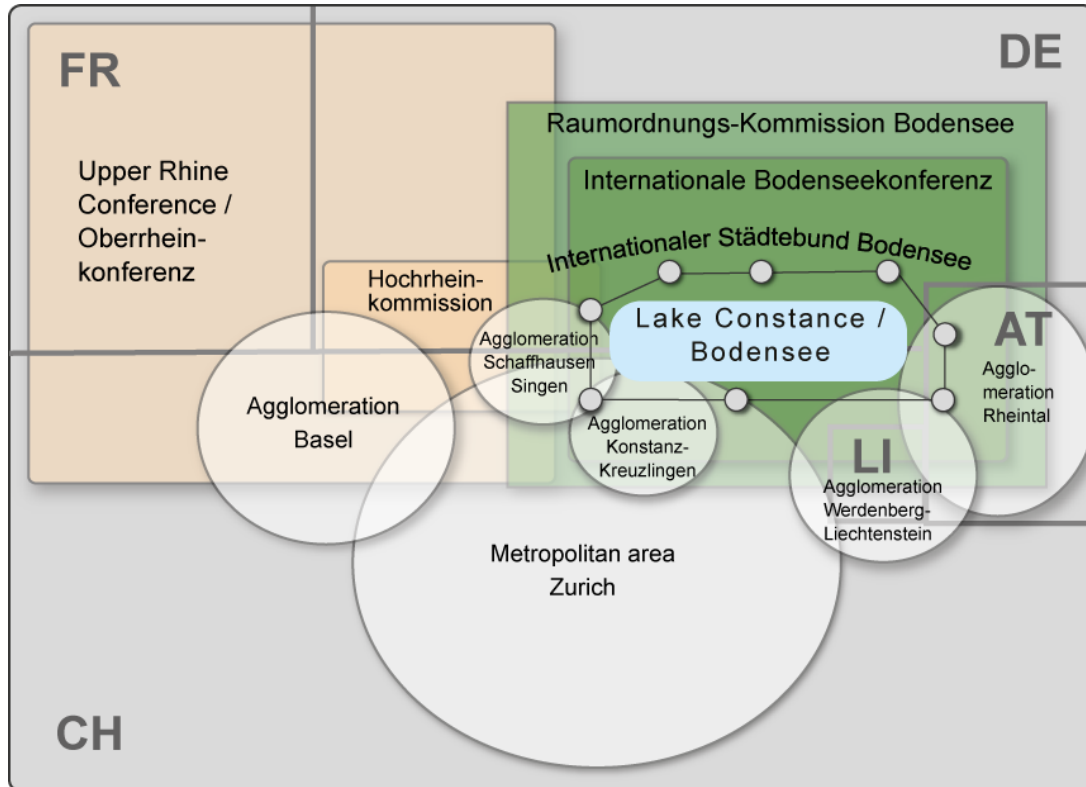 FR
DE
Raumordnungs-Kommission Bodensee
Upper Rhine
Conference /
Oberrhein-
konferenz
Internationale Bodenseekonferenz
Internationaler Städtebund Bodensee
Hochrhein-
kommission
Lake Constance /
Bodensee
Agglomeration
Schaffhausen
Singen
AT
Agglo-
meration
Rheintal
Agglomeration
Basel
Agglomeration
Konstanz-
Kreuzlingen
LI
Agglomeration
Werdenberg-
Liechtenstein
Metropolitan area
Zurich
CH